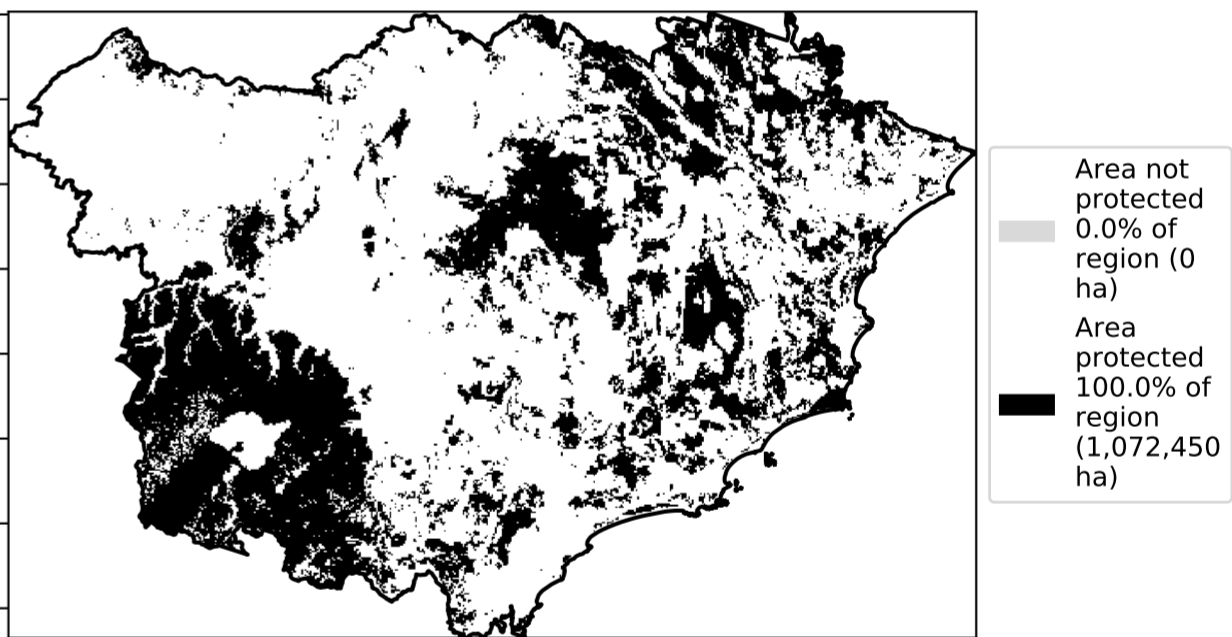 Area not
protected
0.0% of
region (0
ha)
Area
protected
100.0% of
region
(1,072,450
ha)